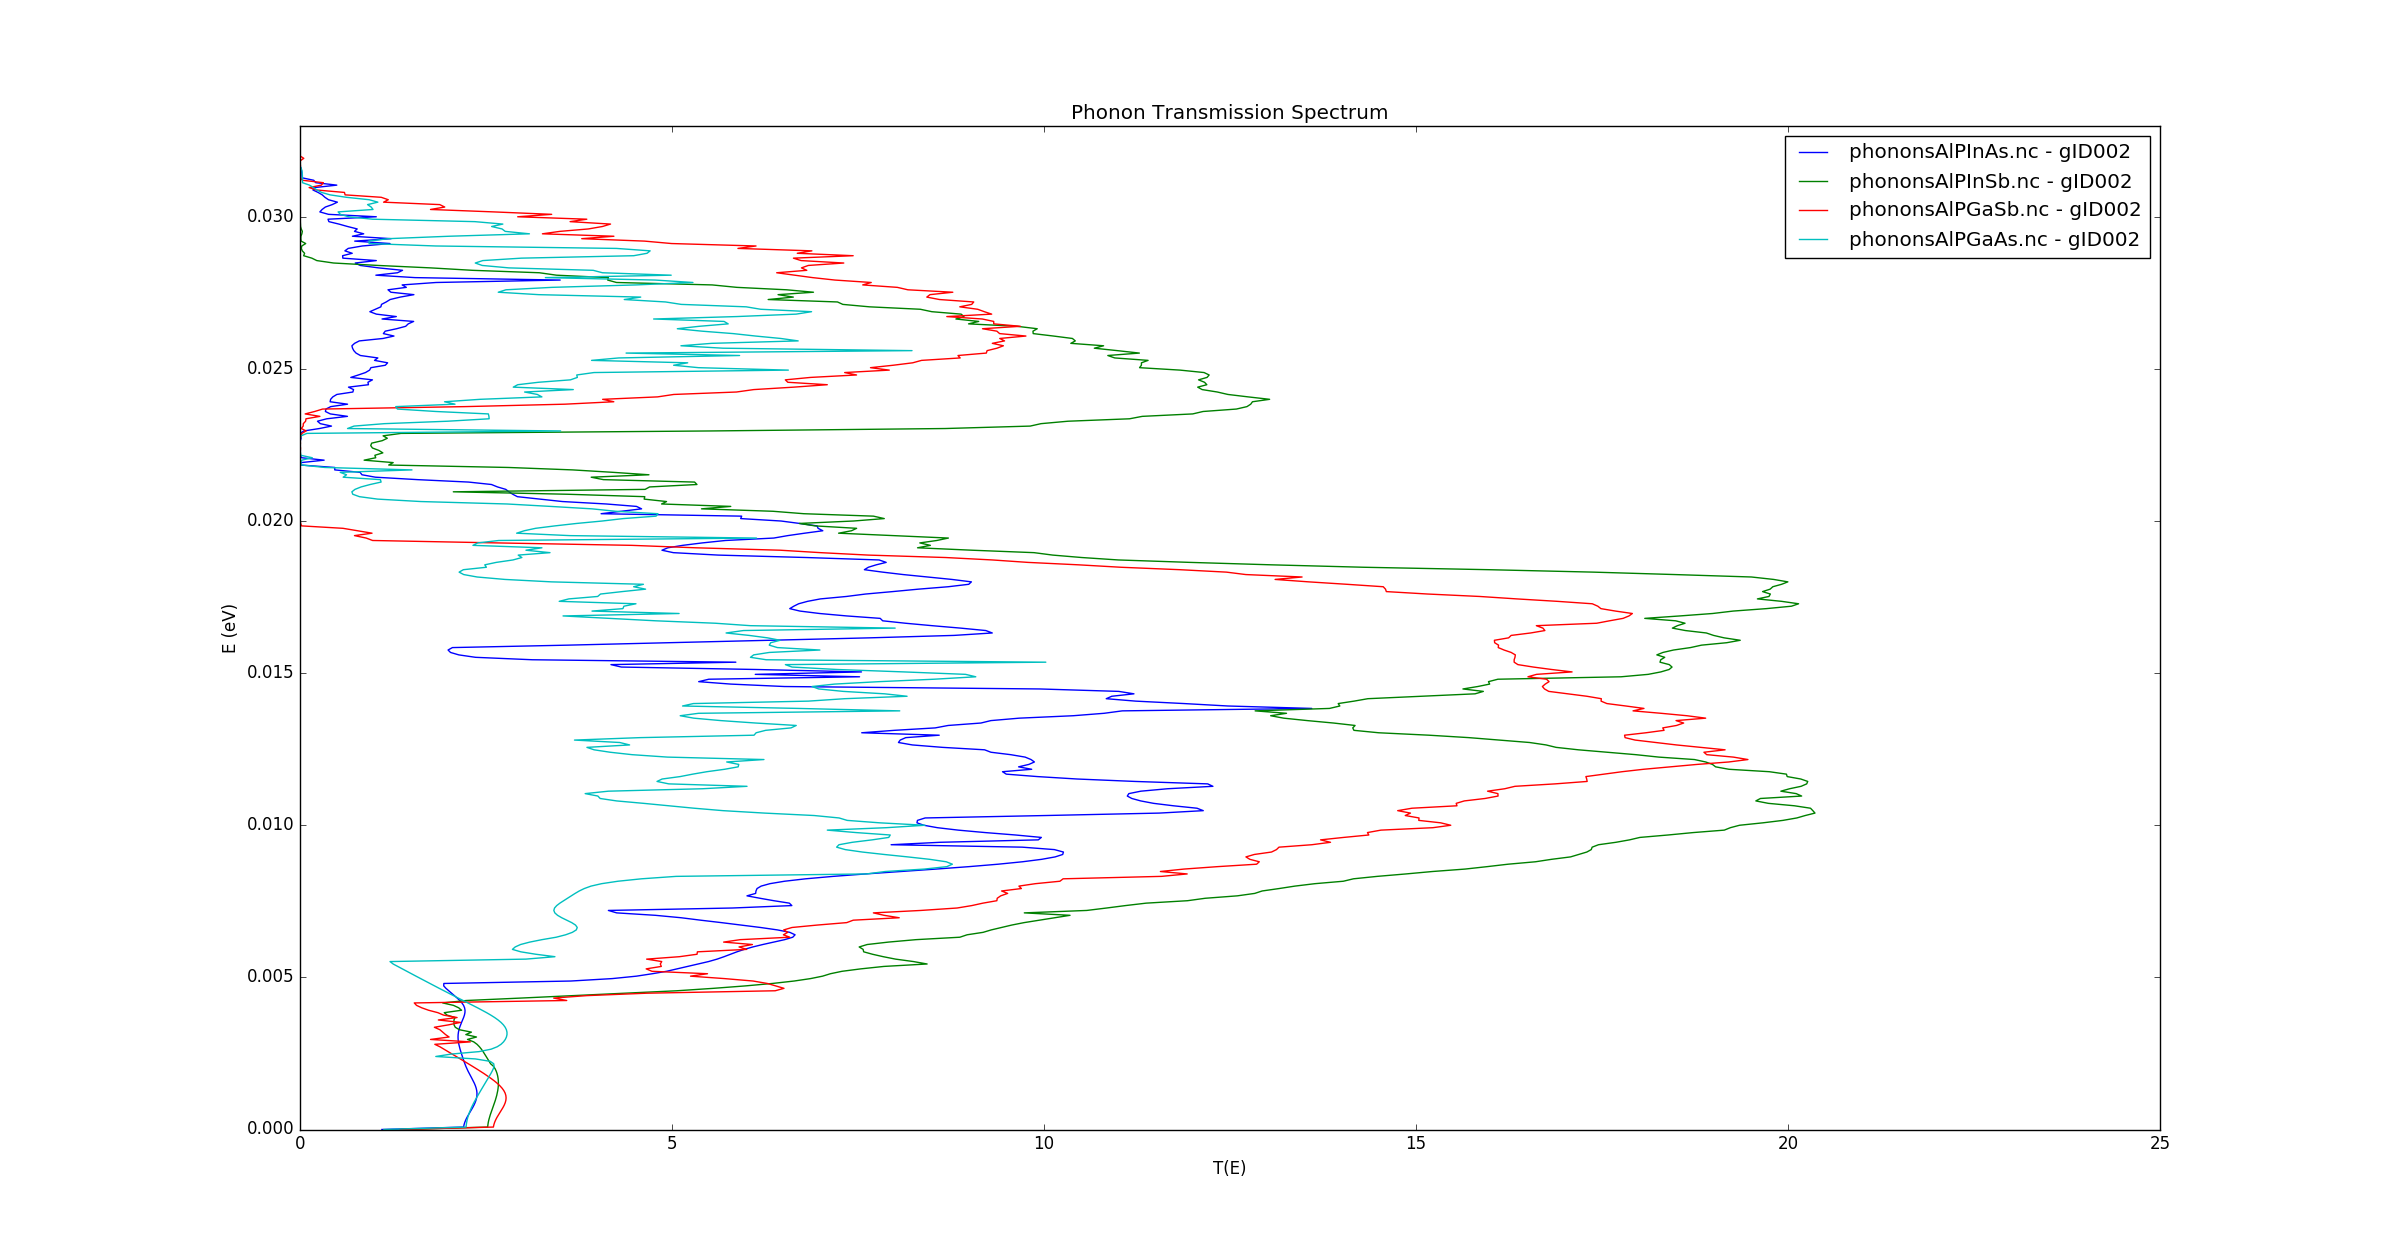 Phonon Transmission Spectrum
phononsAlPInAs.nc - gID002
phononsAlPInSb.nc - gID002
phononsAlPGaSb.nc - gID002
phononsAlPGaAs.nc - gID002
0.030
0.025
0.020
0.015
0.010
0.005
0.000
E (eV)
0 5 10 15 20 25
T(E)